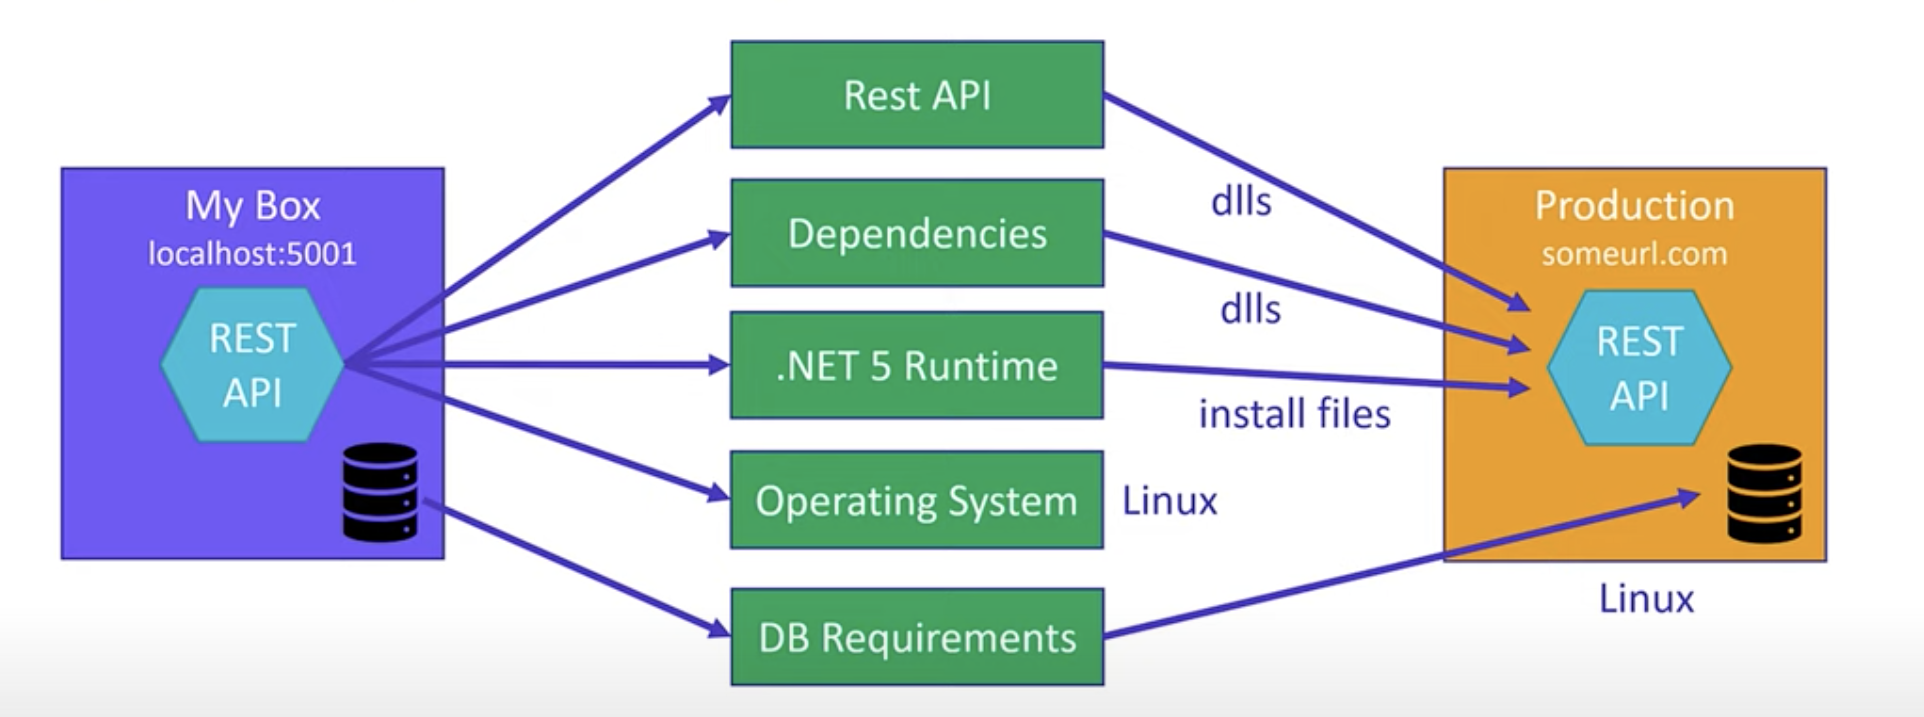 My Box
localhost:5001
REST
API
Rest API
Dependencies
.NET 5 Runtime
Operating System
DB Requirements
dlls
dlls
install files
Linux
Production
someurl.com
REST
API
Linux